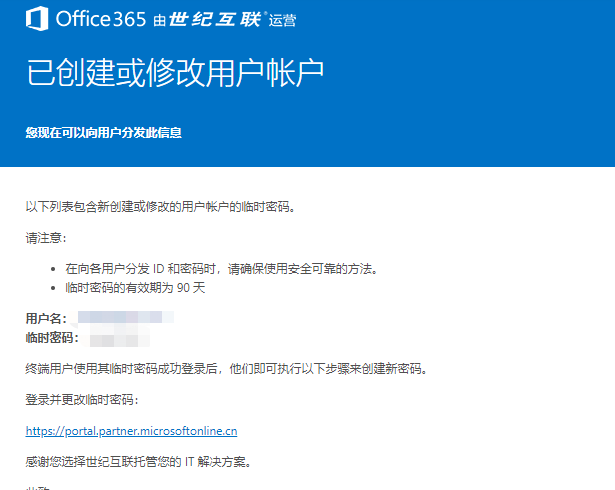 Office 365 由世纪互联运营
已创建或修改用户帐户
您现在可以向用户分发此信息
以下列表包含新创建或修改的用户帐户的临时密码。
请注意：
• 在向各用户分发 ID 和密码时，请确保使用安全可靠的方法。
• 临时密码的有效期为 90 天
用户名：
临时密码：
终端用户使用其临时密码成功登录后，他们即可执行以下步骤来创建新密码。
登录并更改临时密码：
https://portal.partner.microsoftonline.cn
感谢您选择世纪互联托管您的 IT 解决方案。